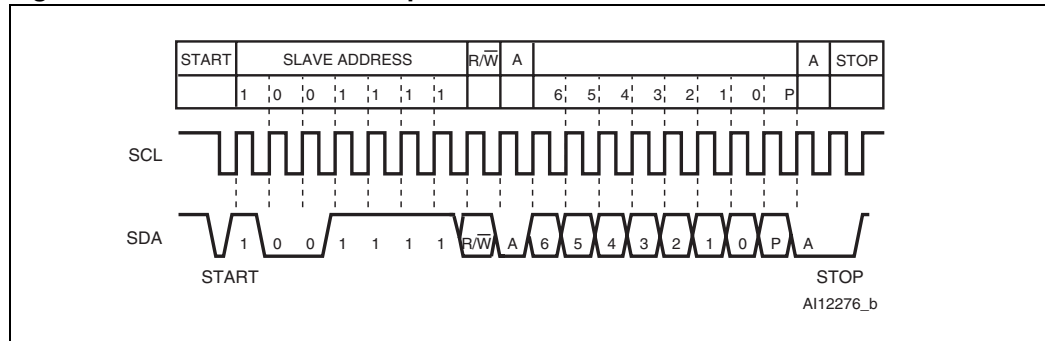 START SLAVE ADDRESS R/W̅ A A STOP
1 0 0 1 1 1 1 6 5 4 3 2 1 0 P
SCL
SDA 1 0 0 1 1 1 1 R/W̅ A 6 5 4 3 2 1 0 P A
START STOP
AI12276_b